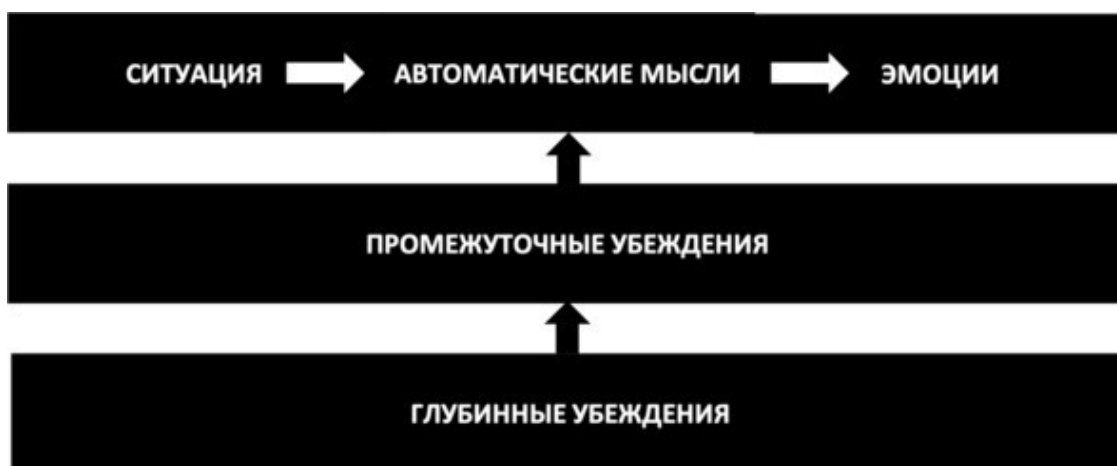 СИТУАЦИЯ АВТОМАТИЧЕСКИЕ МЫСЛИ ЭМОЦИИ
ПРОМЕЖУТОЧНЫЕ УБЕЖДЕНИЯ
ГЛУБИННЫЕ УБЕЖДЕНИЯ